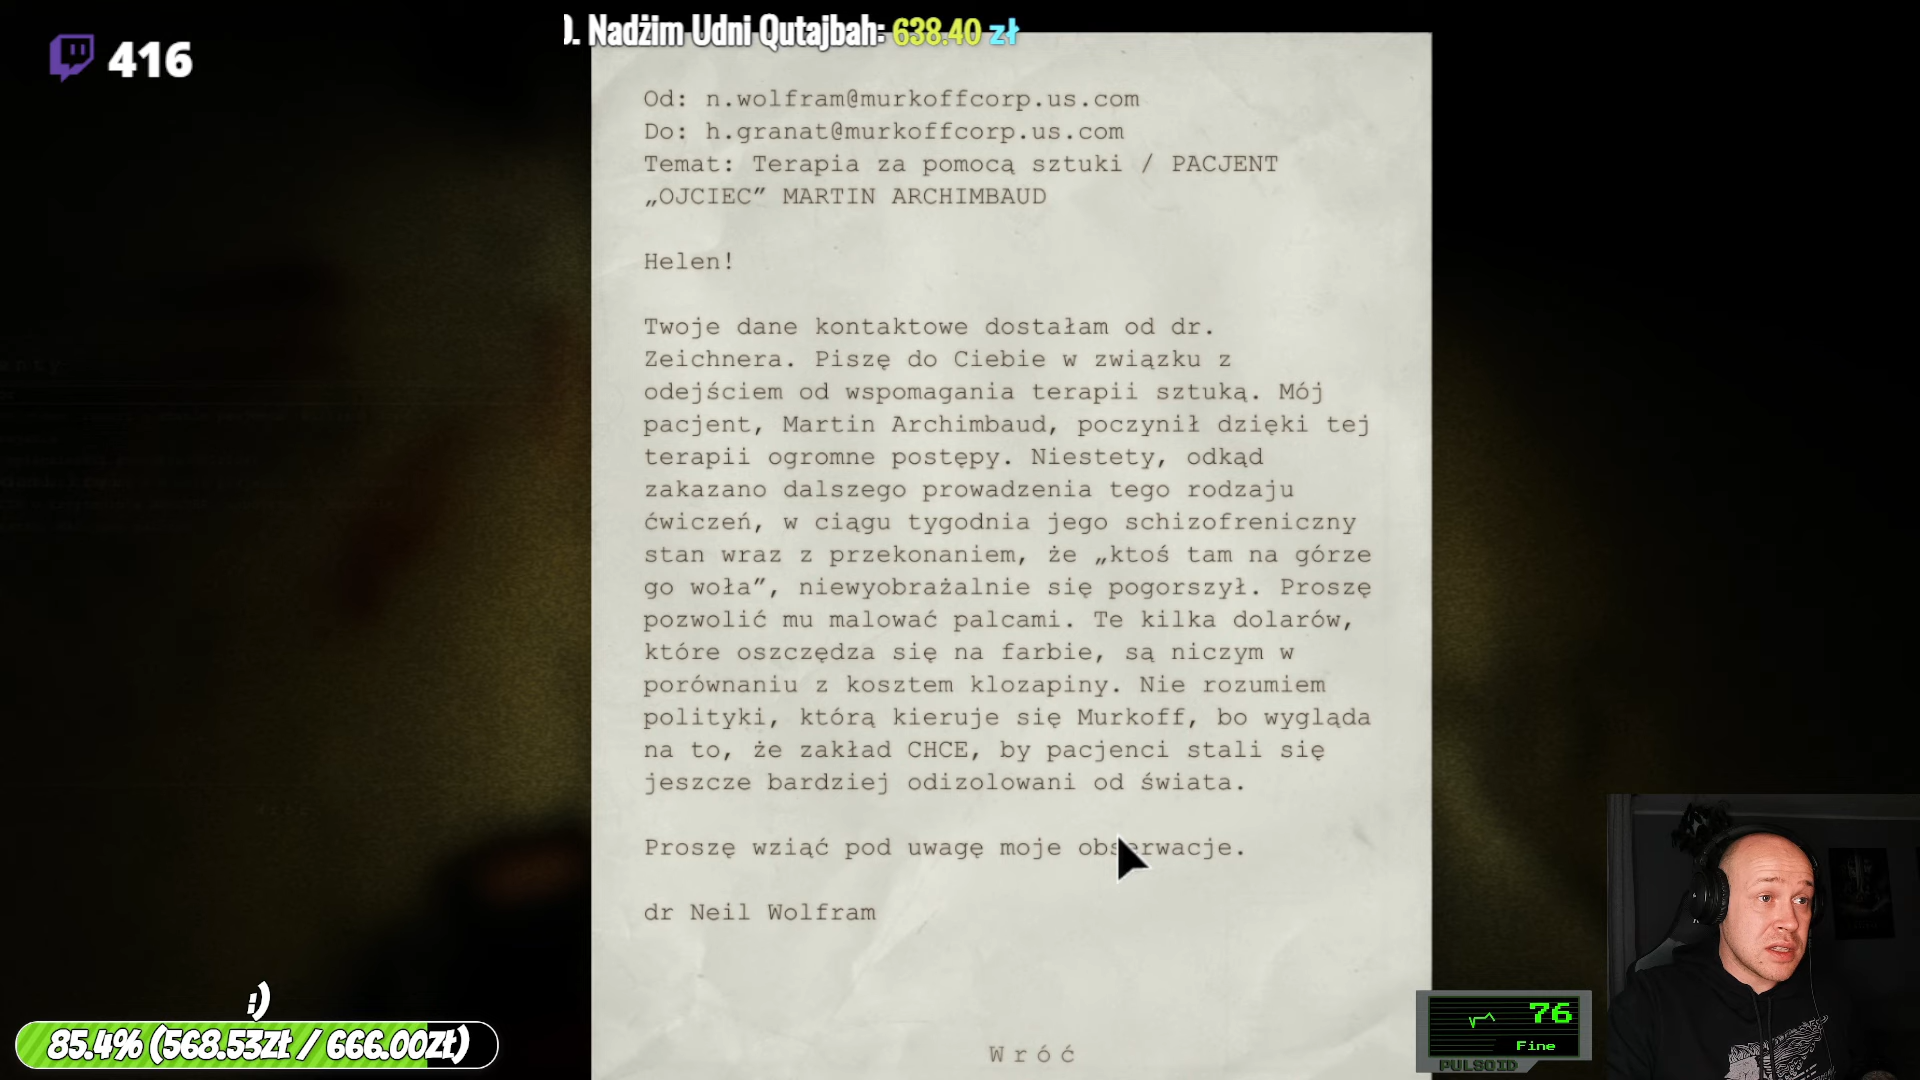 ). Nadżim Udni Qutajbah: 638.40 zł
416
Od: n.wolfram@murkoffcorp.us.com
Do: h.granat@murkoffcorp.us.com
Temat: Terapia za pomocą sztuki / PACJENT
„OJCIEC” MARTIN ARCHIMBAUD
Helen!
Twoje dane kontaktowe dostałam od dr.
Zeichnera. Piszę do Ciebie w związku z
odejściem od wspomagania terapii sztuką. Mój
pacjent, Martin Archimbaud, poczynił dzięki tej
terapii ogromne postępy. Niestety, odkąd
zakazano dalszego prowadzenia tego rodzaju
ćwiczeń, w ciągu tygodnia jego schizofreniczny
stan wraz z przekonaniem, że „ktoś tam na górze
go woła”, niewyobrażalnie się pogorszył. Proszę
pozwolić mu malować palcami. Te kilka dolarów,
które oszczędza się na farbie, są niczym w
porównaniu z kosztem klozapiny. Nie rozumiem
polityki, którą kieruje się Murkoff, bo wygląda
na to, że zakład CHCE, by pacjenci stali się
jeszcze bardziej odizolowani od świata.
Proszę wziąć pod uwagę moje obserwacje.
dr Neil Wolfram
Wróć
:)
85.4% (568.53zł / 666.00zł)
76
Fine
PULSOID